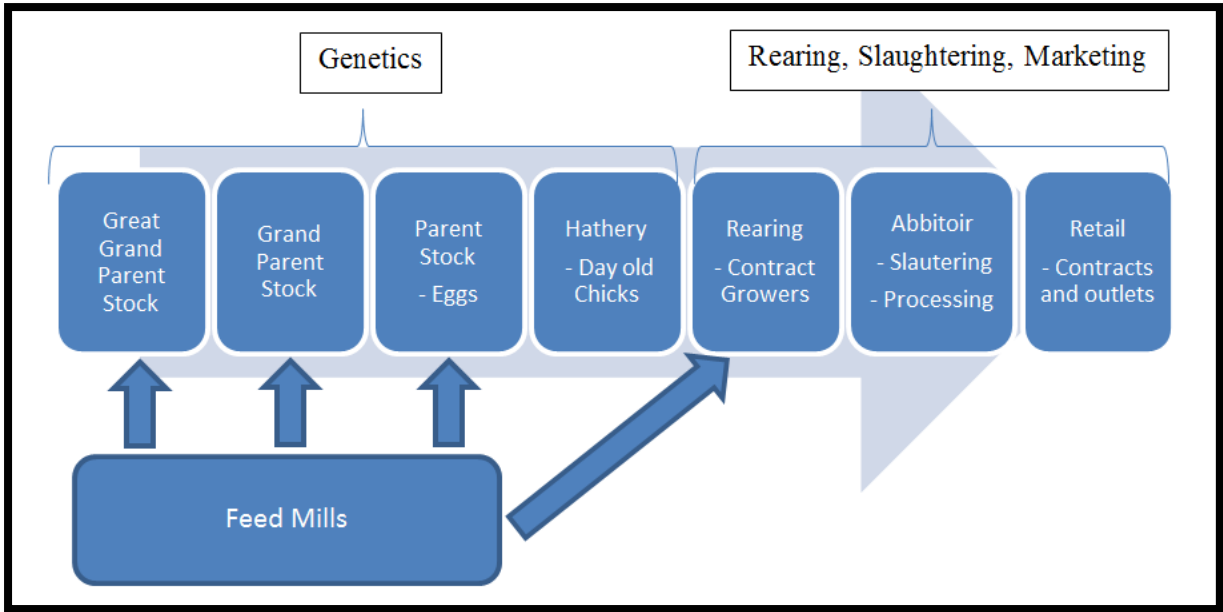 Genetics
Rearing, Slaughtering, Marketing
Great
Grand
Parent
Stock
Grand
Parent
Stock
Parent
Stock
- Eggs
Hathery
- Day old
Chicks
Rearing
- Contract
Growers
Abbitoir
- Slautering
- Processing
Retail
- Contracts
and outlets
Feed Mills